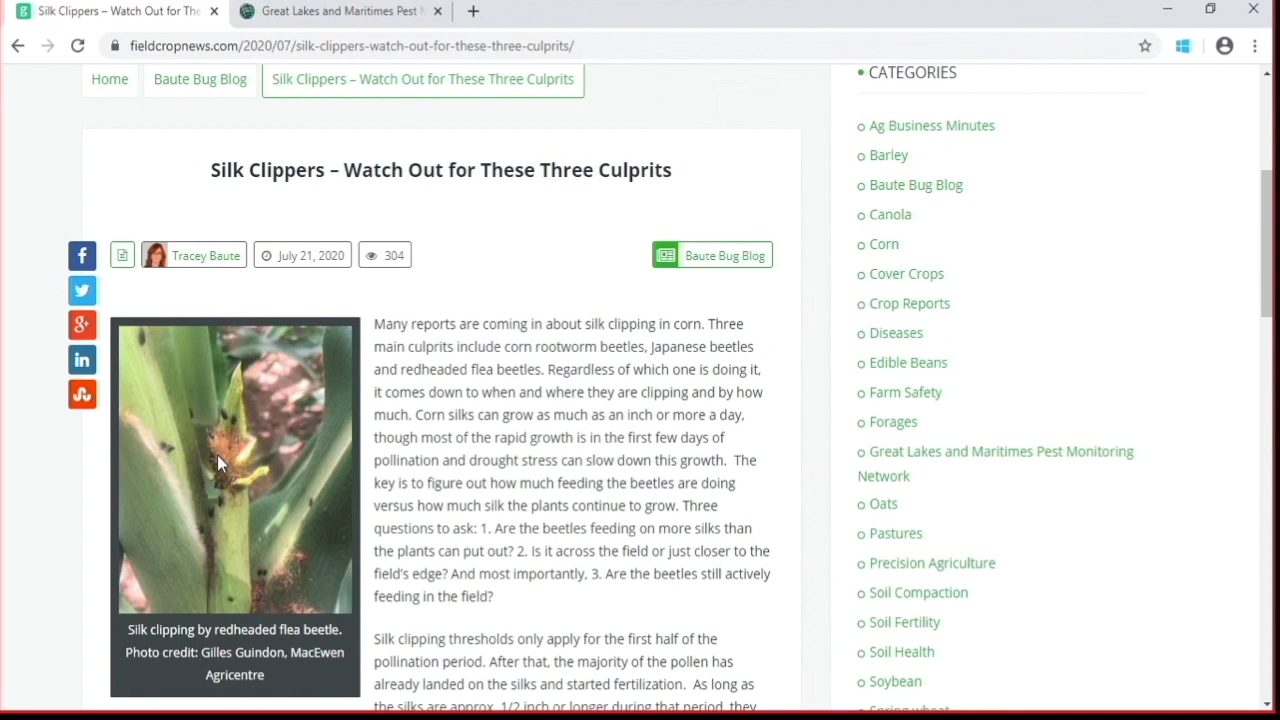 Silk Clippers – Watch Out for The
Great Lakes and Maritimes Pest
fieldcropnews.com/2020/07/silk-clippers-watch-out-for-these-three-culprits/
Home
Baute Bug Blog
Silk Clippers – Watch Out for These Three Culprits
Silk Clippers – Watch Out for These Three Culprits
Tracey Baute
July 21, 2020
304
Baute Bug Blog
Many reports are coming in about silk clipping in corn. Three
main culprits include corn rootworm beetles, Japanese beetles
and redheaded flea beetles. Regardless of which one is doing it,
it comes down to when and where they are clipping and by how
much. Corn silks can grow as much as an inch or more a day,
though most of the rapid growth is in the first few days of
pollination and drought stress can slow down this growth. The
key is to figure out how much feeding the beetles are doing
versus how much silk the plants continue to grow. Three
questions to ask: 1. Are the beetles feeding on more silks than
the plants can put out? 2. Is it across the field or just closer to the
field's edge? And most importantly, 3. Are the beetles still actively
feeding in the field?
Silk clipping by redheaded flea beetle.
Photo credit: Gilles Guindon, MacEwen
Agricentre
Silk clipping thresholds only apply for the first half of the
pollination period. After that, the majority of the pollen has
already landed on the silks and started fertilization. As long as
the silks are approx. 1/2 inch or longer during that period, they
CATEGORIES
Ag Business Minutes
Barley
Baute Bug Blog
Canola
Corn
Cover Crops
Crop Reports
Diseases
Edible Beans
Farm Safety
Forages
Great Lakes and Maritimes Pest Monitoring
Network
Oats
Pastures
Precision Agriculture
Soil Compaction
Soil Fertility
Soil Health
Soybean
Spring wheat